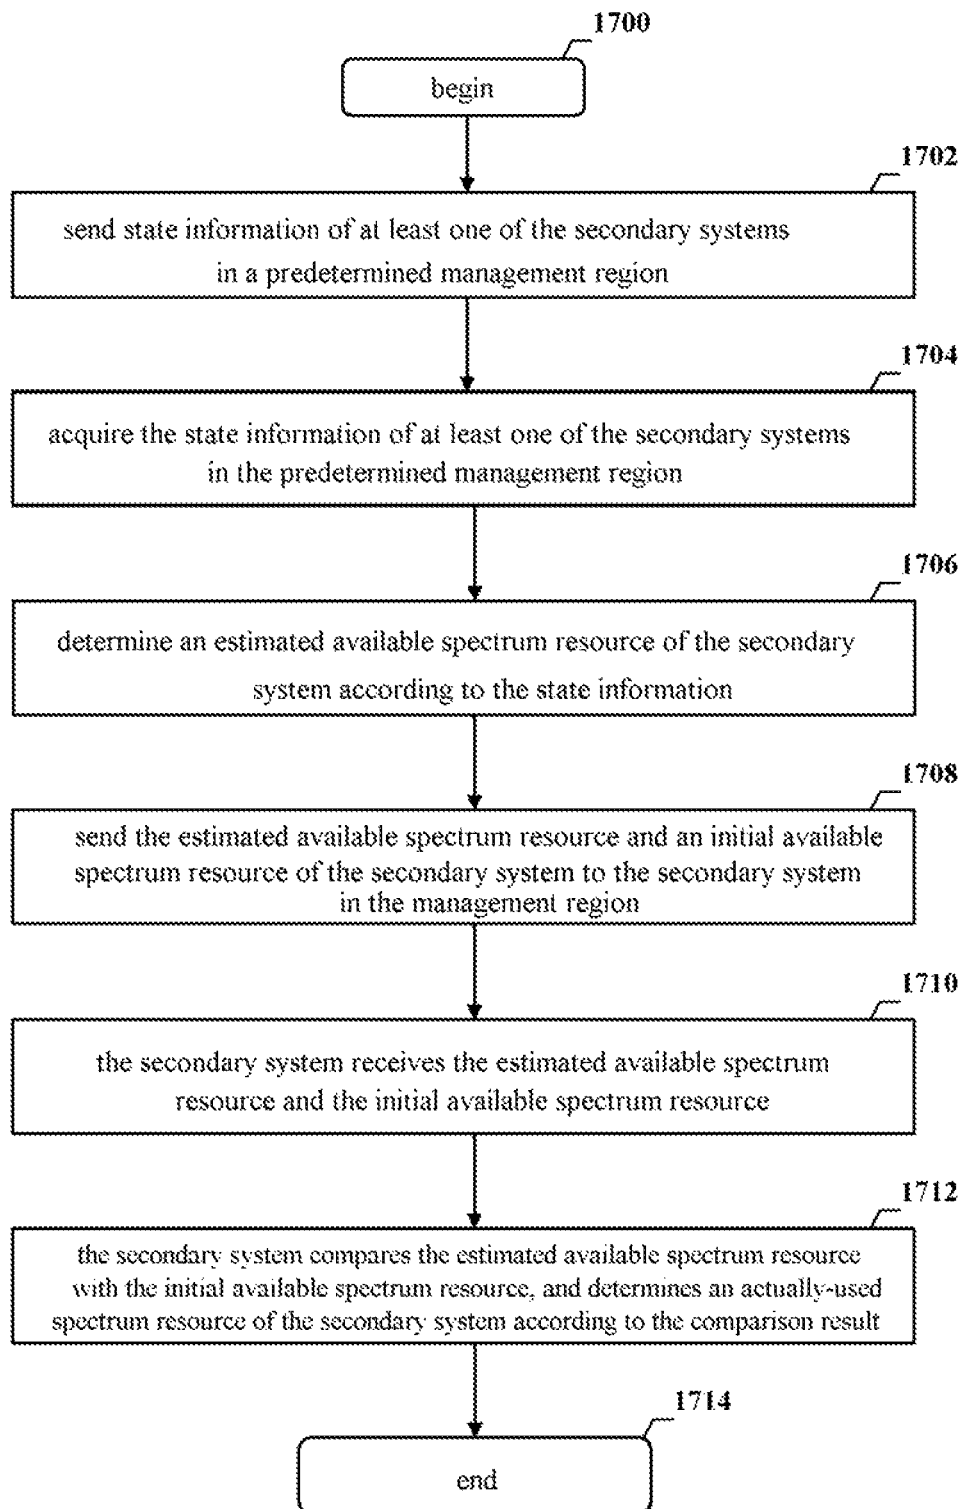 1700
begin
1702
send state information of at least one of the secondary systems
in a predetermined management region
1704
acquire the state information of at least one of the secondary systems
in the predetermined management region
1706
determine an estimated available spectrum resource of the secondary
system according to the state information
1708
send the estimated available spectrum resource and an initial available
spectrum resource of the secondary system to the secondary system
in the management region
1710
the secondary system receives the estimated available spectrum
resource and the initial available spectrum resource
1712
the secondary system compares the estimated available spectrum resource
with the initial available spectrum resource, and determines an actually-used
spectrum resource of the secondary system according to the comparison result
1714
end